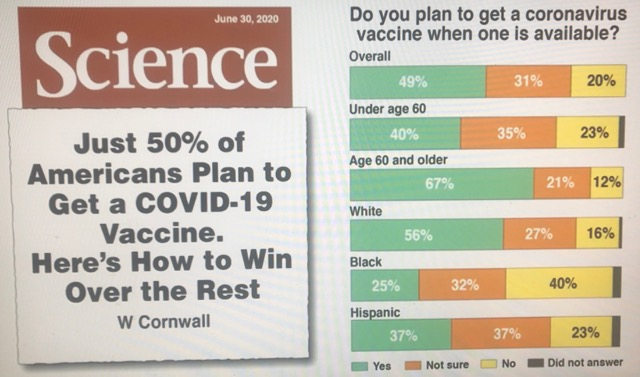 June 30, 2020
Science
Just 50% of
Americans Plan to
Get a COVID-19
Vaccine.
Here's How to Win
Over the Rest
W Cornwall
Do you plan to get a coronavirus
vaccine when one is available?
Overall
49% 31% 20%
Under age 60
40% 35% 23%
Age 60 and older
67% 21% 12%
White
56% 27% 16%
Black
25% 32% 40%
Hispanic
37% 37% 23%
Yes Not sure No Did not answer